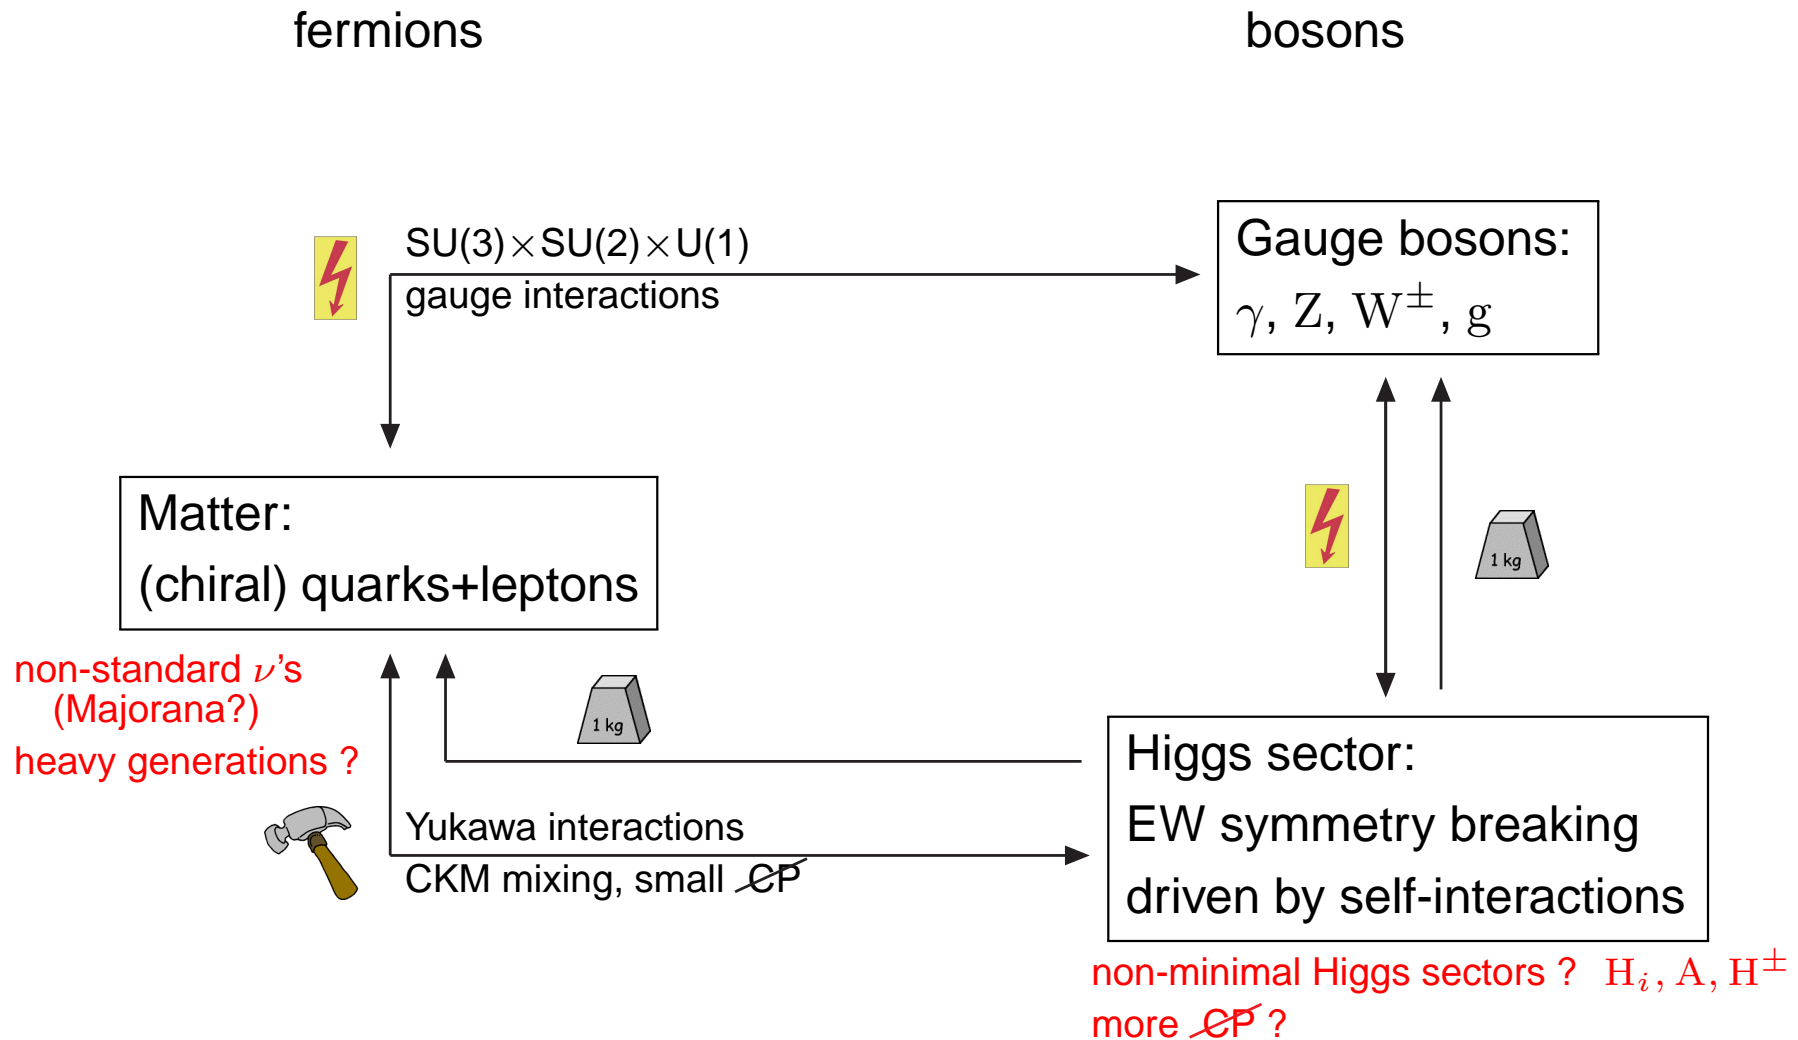 fermions
bosons
SU(3)×SU(2)×U(1)
gauge interactions
Gauge bosons:
γ, Z, W±, g
Matter:
(chiral) quarks+leptons
1 kg
non-standard ν's
(Majorana?)
heavy generations ?
1 kg
Yukawa interactions
CKM mixing, small C̶P̶
Higgs sector:
EW symmetry breaking
driven by self-interactions
non-minimal Higgs sectors ? Hᵢ, A, H±
more C̶P̶ ?